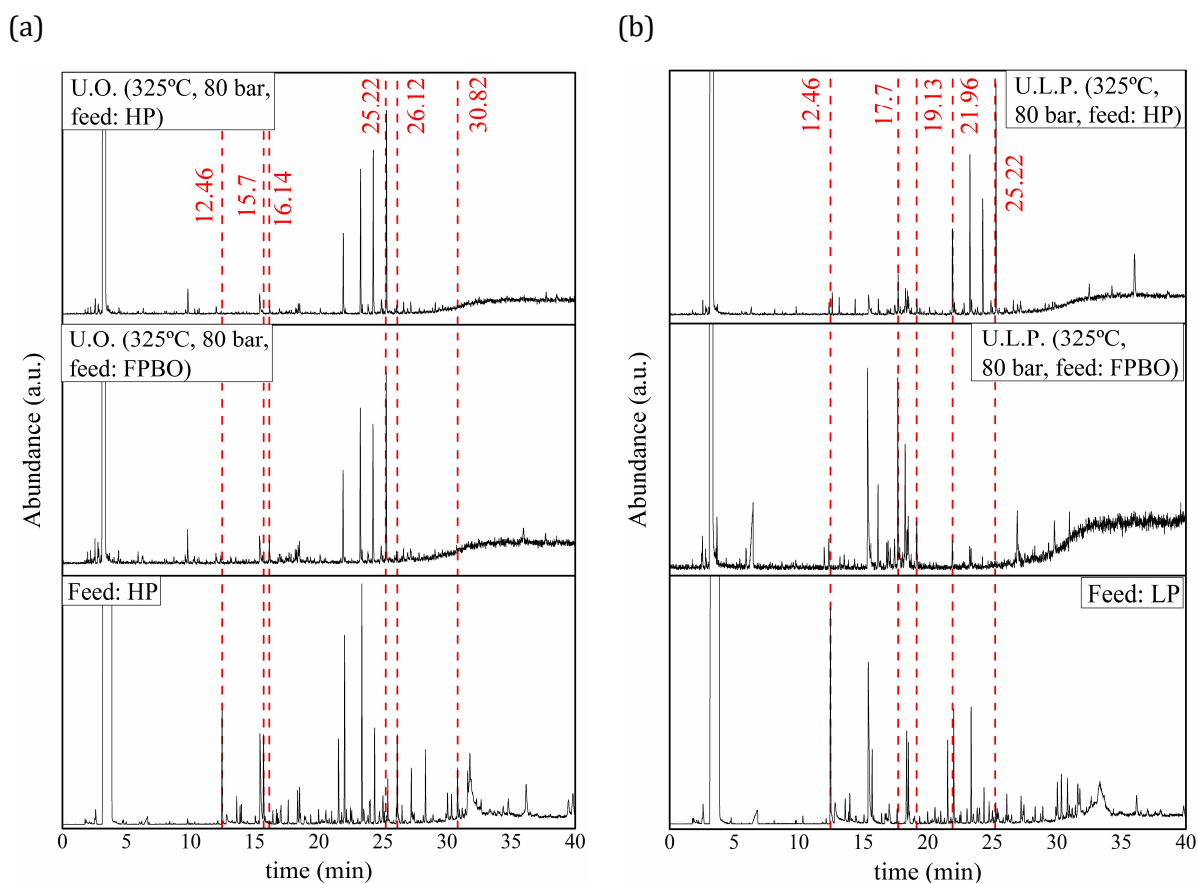 (a)
U.O. (325ºC, 80 bar,
feed: HP)
12.46
15.7
16.14
25.22
26.12
30.82
U.O. (325ºC, 80 bar,
feed: FPBO)
Feed: HP
Abundance (a.u.)
0 5 10 15 20 25 30 35 40
time (min)
(b)
U.L.P. (325ºC,
80 bar, feed: HP)
12.46
17.7
19.13
21.96
25.22
U.L.P. (325ºC,
80 bar, feed: FPBO)
Feed: LP
Abundance (a.u.)
0 5 10 15 20 25 30 35 40
time (min)